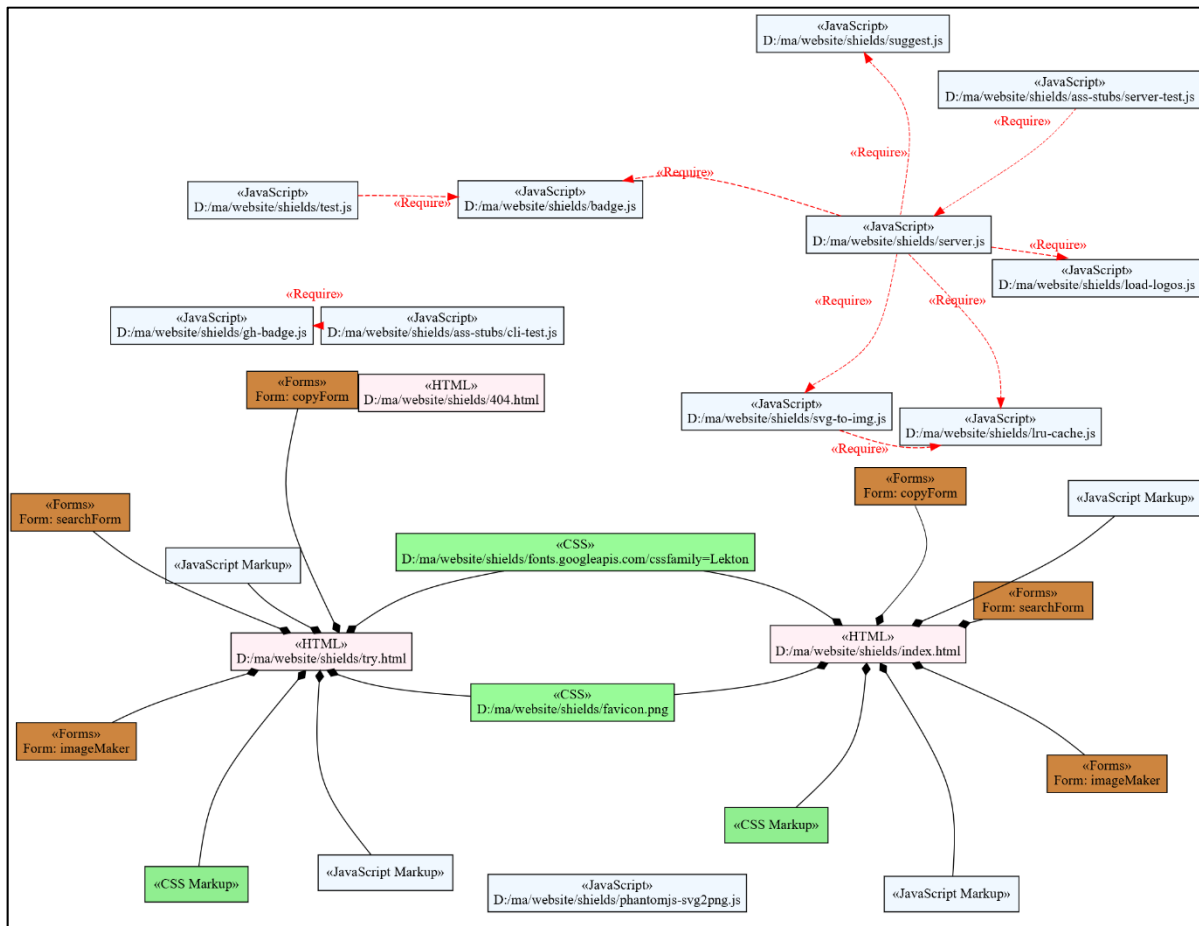 «JavaScript»
D:/ma/website/shields/suggest.js
«JavaScript»
D:/ma/website/shields/ass-stubs/server-test.js
«Require»
«Require»
«JavaScript»
D:/ma/website/shields/test.js
«Require»
«JavaScript»
D:/ma/website/shields/badge.js
«Require»
«JavaScript»
D:/ma/website/shields/server.js
«Require»
«JavaScript»
D:/ma/website/shields/load-logos.js
«Require»
«JavaScript»
D:/ma/website/shields/gh-badge.js
«JavaScript»
D:/ma/website/shields/ass-stubs/cli-test.js
«Require»
«Require»
«Forms»
Form: copyForm
«HTML»
D:/ma/website/shields/404.html
«JavaScript»
D:/ma/website/shields/svg-to-img.js
«JavaScript»
D:/ma/website/shields/lru-cache.js
«Require»
«Forms»
Form: searchForm
«JavaScript Markup»
«CSS»
D:/ma/website/shields/fonts.googleapis.com/cssfamily=Lekton
«Forms»
Form: copyForm
«JavaScript Markup»
«Forms»
Form: searchForm
«HTML»
D:/ma/website/shields/try.html
«HTML»
D:/ma/website/shields/index.html
«CSS»
D:/ma/website/shields/favicon.png
«Forms»
Form: imageMaker
«Forms»
Form: imageMaker
«CSS Markup»
«JavaScript Markup»
«CSS Markup»
«JavaScript Markup»
«JavaScript»
D:/ma/website/shields/phantomjs-svg2png.js